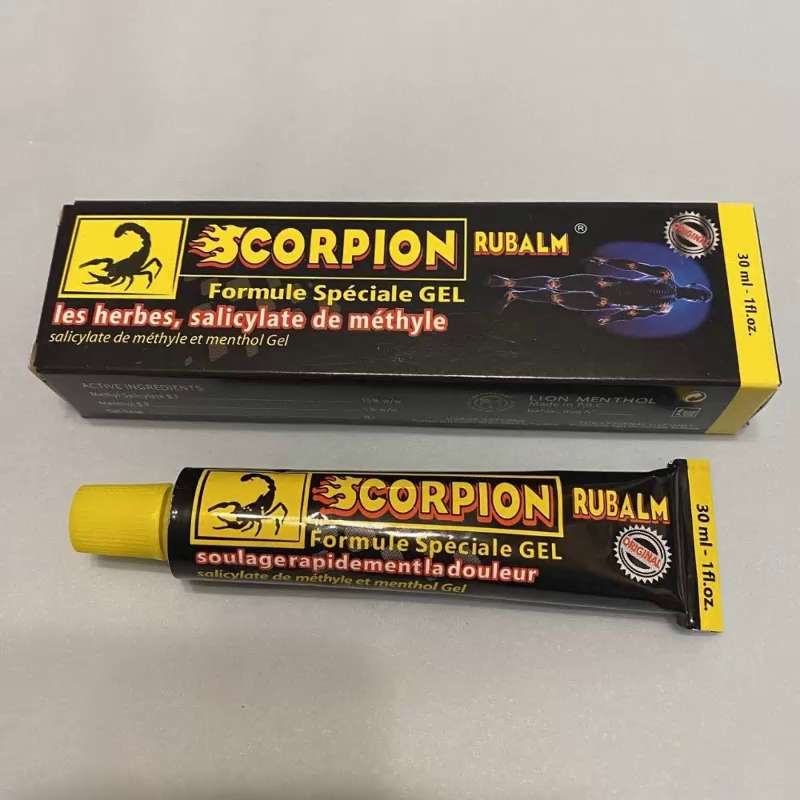 SCORPION RUBALM®
Formule Spéciale GEL
les herbes, salicylate de méthyle
salicylate de méthyle et menthol Gel
ORIGINAL
30 ml - 1fl.oz.
ACTIVE INGREDIENTS
LION MENTHOL
Made in P.R.C
SCORPION RUBALM
Formule Spéciale GEL
soulagerapidementladouleur
salicylate de méthyle et menthol Gel
ORIGINAL
30 ml - 1fl.oz.